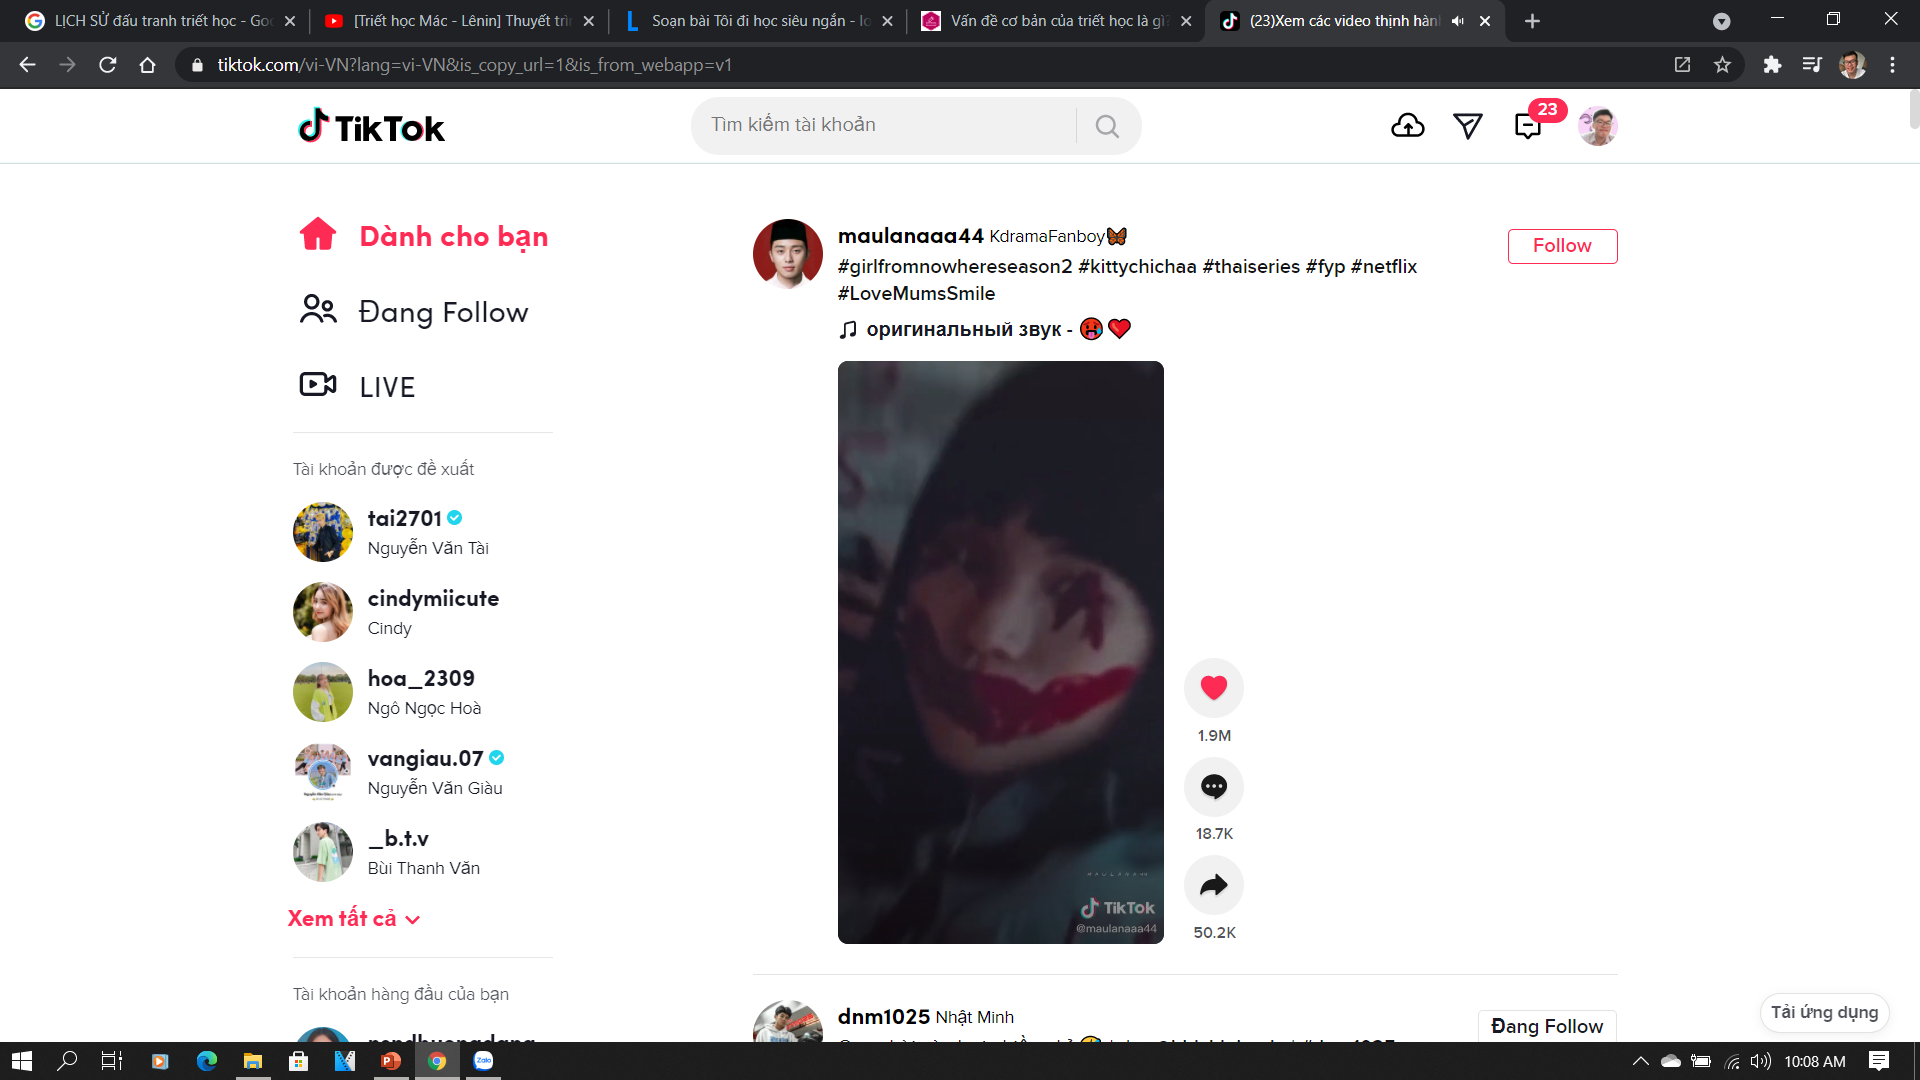 LỊCH SỬ đấu tranh triết học - Goo
[Triết học Mác - Lênin] Thuyết trìn
Soạn bài Tôi đi học siêu ngắn - lo
Vấn đề cơ bản của triết học là gì?
(23)Xem các video thịnh hành
tiktok.com/vi-VN?lang=vi-VN&is_copy_url=1&is_from_webapp=v1
TikTok
Tìm kiếm tài khoản
23
Dành cho bạn
Đang Follow
LIVE
Tài khoản được đề xuất
tai2701
Nguyễn Văn Tài
cindymiicute
Cindy
hoa_2309
Ngô Ngọc Hoà
vangiau.07
Nguyễn Văn Giàu
_b.t.v
Bùi Thanh Văn
Xem tất cả
Tài khoản hàng đầu của bạn
maulanaaa44 KdramaFanboy🦋
Follow
#girlfromnowhereseason2 #kittychichaa #thaiseries #fyp #netflix
#LoveMumsSmile
оригинальный звук - 🥵❤️
1.9M
18.7K
50.2K
MAULANA44
TikTok
@maulanaaa44
dnm1025 Nhật Minh
Đang Follow
Tải ứng dụng
Zalo
10:08 AM